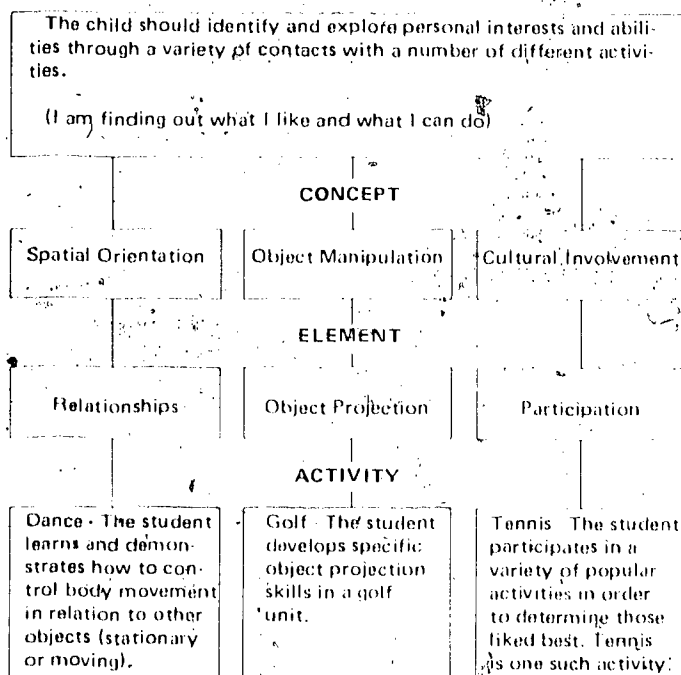 The child should identify and explore personal interests and abili-
ties through a variety of contacts with a number of different activi-
ties.
(I am finding out what I like and what I can do)
CONCEPT
Spatial Orientation
Object Manipulation
Cultural Involvement
ELEMENT
Relationships
Object Projection
Participation
ACTIVITY
Dance - The student
learns and demon-
strates how to con-
trol body movement
in relation to other
objects (stationary
or moving).
Golf - The student
develops specific
object projection
skills in a golf
unit.
Tennis The student
participates in a
variety of popular
activities in order
to determine those
liked best. Tennis
is one such activity.